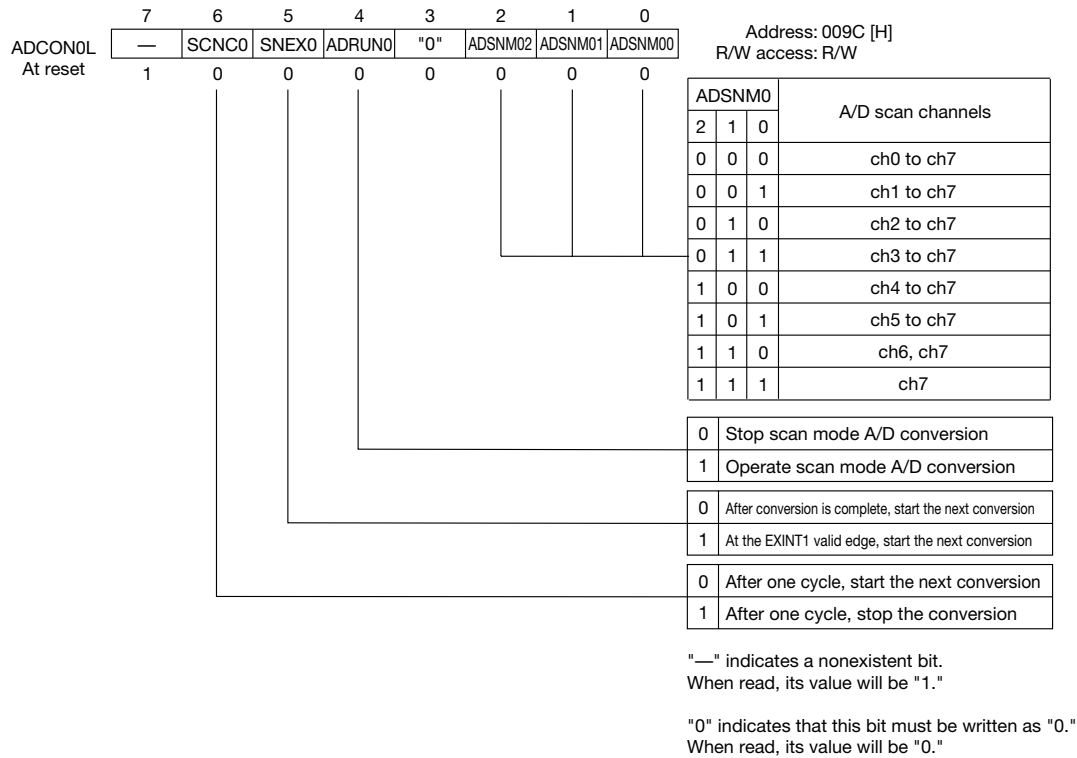 7 6 5 4 3 2 1 0
Address: 009C [H]
ADCON0L — SCNC0 SNEX0 ADRUN0 "0" ADSNM02 ADSNM01 ADSNM00
R/W access: R/W
At reset 1 0 0 0 0 0 0 0
ADSNM0 A/D scan channels
2 1 0
0 0 0 ch0 to ch7
0 0 1 ch1 to ch7
0 1 0 ch2 to ch7
0 1 1 ch3 to ch7
1 0 0 ch4 to ch7
1 0 1 ch5 to ch7
1 1 0 ch6, ch7
1 1 1 ch7
0 Stop scan mode A/D conversion
1 Operate scan mode A/D conversion
0 After conversion is complete, start the next conversion
1 At the EXINT1 valid edge, start the next conversion
0 After one cycle, start the next conversion
1 After one cycle, stop the conversion
"—" indicates a nonexistent bit.
When read, its value will be "1."
"0" indicates that this bit must be written as "0."
When read, its value will be "0."